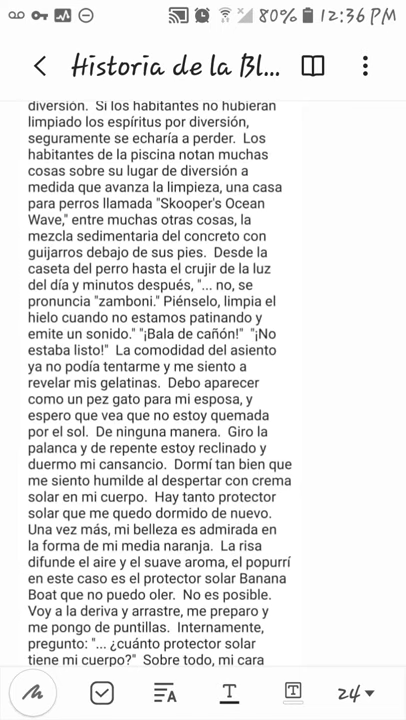 80% 12:36 PM
Historia de la Bl...
diversión.  Si los habitantes no hubieran
limpiado los espíritus por diversión,
seguramente se echaría a perder.  Los
habitantes de la piscina notan muchas
cosas sobre su lugar de diversión a
medida que avanza la limpieza, una casa
para perros llamada "Skooper's Ocean
Wave," entre muchas otras cosas, la
mezcla sedimentaria del concreto con
guijarros debajo de sus pies.  Desde la
caseta del perro hasta el crujir de la luz
del día y minutos después, "... no, se
pronuncia "zamboni." Piénselo, limpia el
hielo cuando no estamos patinando y
emite un sonido." "¡Bala de cañón!"  "¡No
estaba listo!"  La comodidad del asiento
ya no podía tentarme y me siento a
revelar mis gelatinas.  Debo aparecer
como un pez gato para mi esposa, y
espero que vea que no estoy quemada
por el sol.  De ninguna manera.  Giro la
palanca y de repente estoy reclinado y
duermo mi cansancio.  Dormí tan bien que
me siento humilde al despertar con crema
solar en mi cuerpo.  Hay tanto protector
solar que me quedo dormido de nuevo.
Una vez más, mi belleza es admirada en
la forma de mi media naranja.  La risa
difunde el aire y el suave aroma, el popurrí
en este caso es el protector solar Banana
Boat que no puedo oler.  No es posible.
Voy a la deriva y arrastre, me preparo y
me pongo de puntillas.  Internamente,
pregunto: "... ¿cuánto protector solar
tiene mi cuerpo?"  Sobre todo, mi cara
24